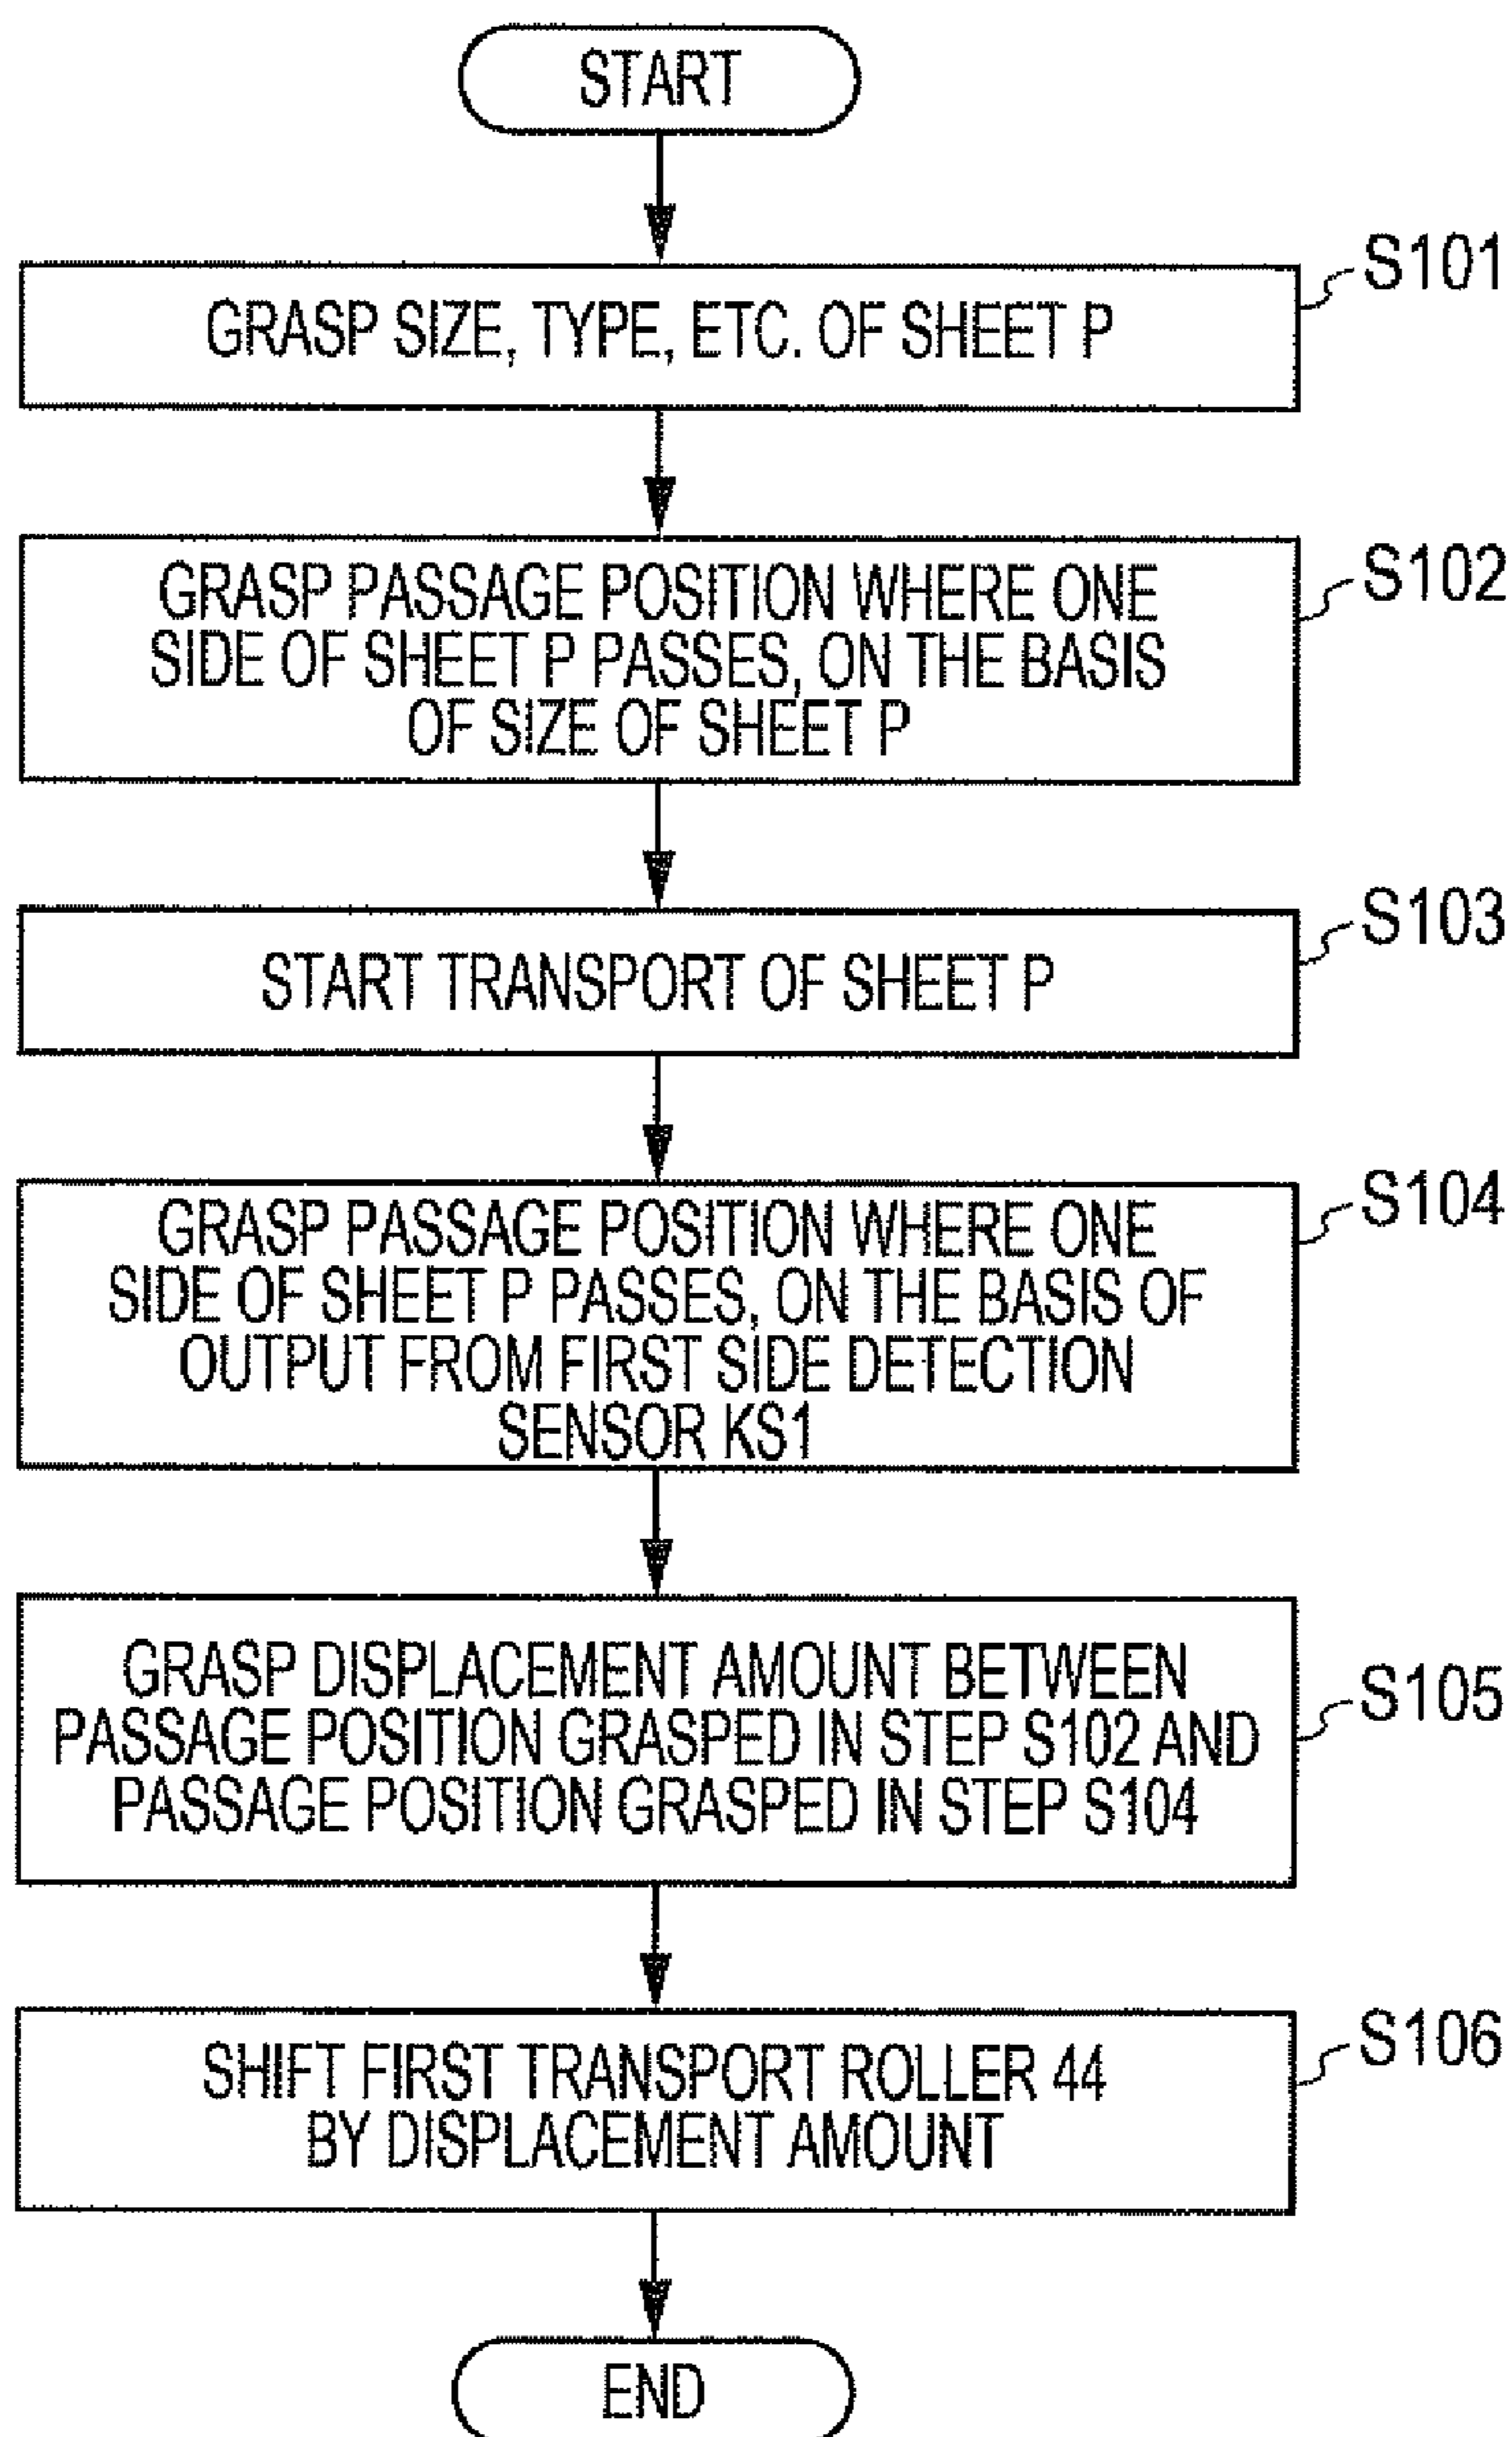 START
S101
GRASP SIZE, TYPE, ETC. OF SHEET P
S102
GRASP PASSAGE POSITION WHERE ONE
SIDE OF SHEET P PASSES, ON THE BASIS
OF SIZE OF SHEET P
S103
START TRANSPORT OF SHEET P
S104
GRASP PASSAGE POSITION WHERE ONE
SIDE OF SHEET P PASSES, ON THE BASIS OF
OUTPUT FROM FIRST SIDE DETECTION
SENSOR KS1
S105
GRASP DISPLACEMENT AMOUNT BETWEEN
PASSAGE POSITION GRASPED IN STEP S102 AND
PASSAGE POSITION GRASPED IN STEP S104
S106
SHIFT FIRST TRANSPORT ROLLER 44
BY DISPLACEMENT AMOUNT
END